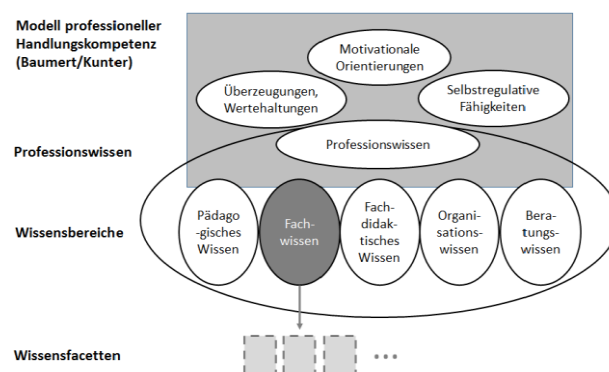 Modell professioneller
Handlungskompetenz
(Baumert/Kunter)
Motivationale
Orientierungen
Überzeugungen,
Wertehaltungen
Selbstregulative
Fähigkeiten
Professionswissen
Professionswissen
Wissensbereiche
Pädago
-gisches
Wissen
Fach-
wissen
Fach-
didak-
tisches
Wissen
Organi-
sations-
wissen
Bera-
tungs-
wissen
Wissensfacetten
...